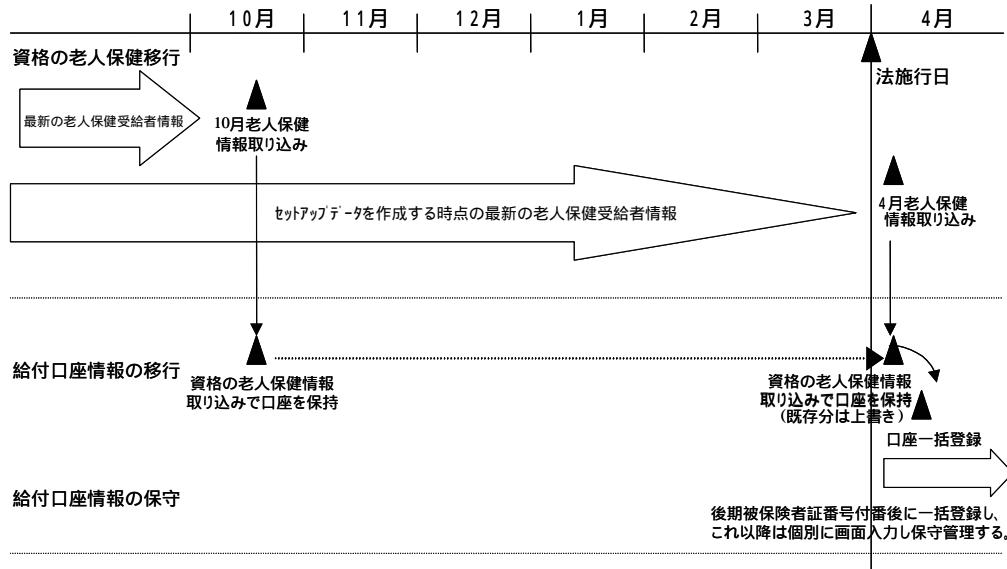 10月 11月 12月 1月 2月 3月 4月
資格の老人保健移行
法施行日
最新の老人保健受給者情報
10月老人保健
情報取り込み
ｾｯﾄｱｯﾌﾟﾃﾞｰﾀを作成する時点の最新の老人保健受給者情報
4月老人保健
情報取り込み
給付口座情報の移行
資格の老人保健情報
取り込みで口座を保持
資格の老人保健情報
取り込みで口座を保持
（既存分は上書き）
口座一括登録
給付口座情報の保守
後期被保険者証番号付番後に一括登録し、
これ以降は個別に画面入力し保守管理する。